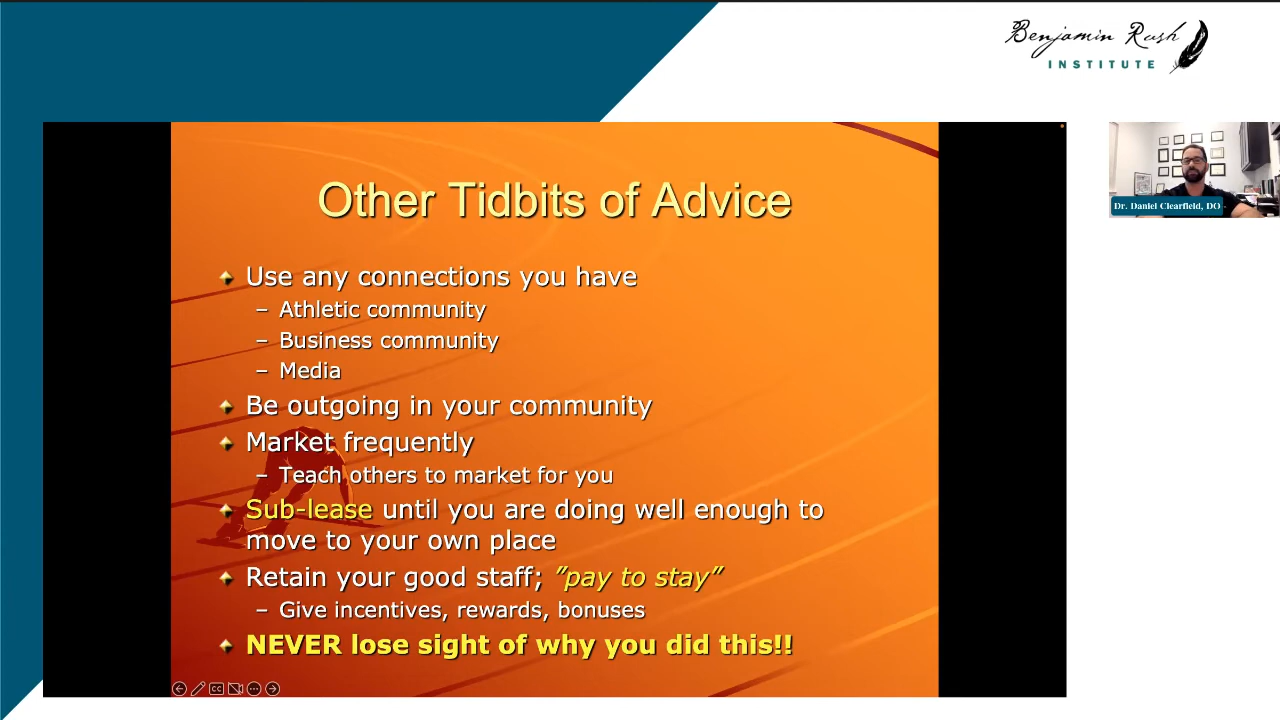 Benjamin Rush
INSTITUTE
Other Tidbits of Advice
Use any connections you have
– Athletic community
– Business community
– Media
Be outgoing in your community
Market frequently
– Teach others to market for you
Sub-lease until you are doing well enough to
move to your own place
Retain your good staff; ”pay to stay”
– Give incentives, rewards, bonuses
NEVER lose sight of why you did this!!
Dr. Daniel Clearfield, DO
CC